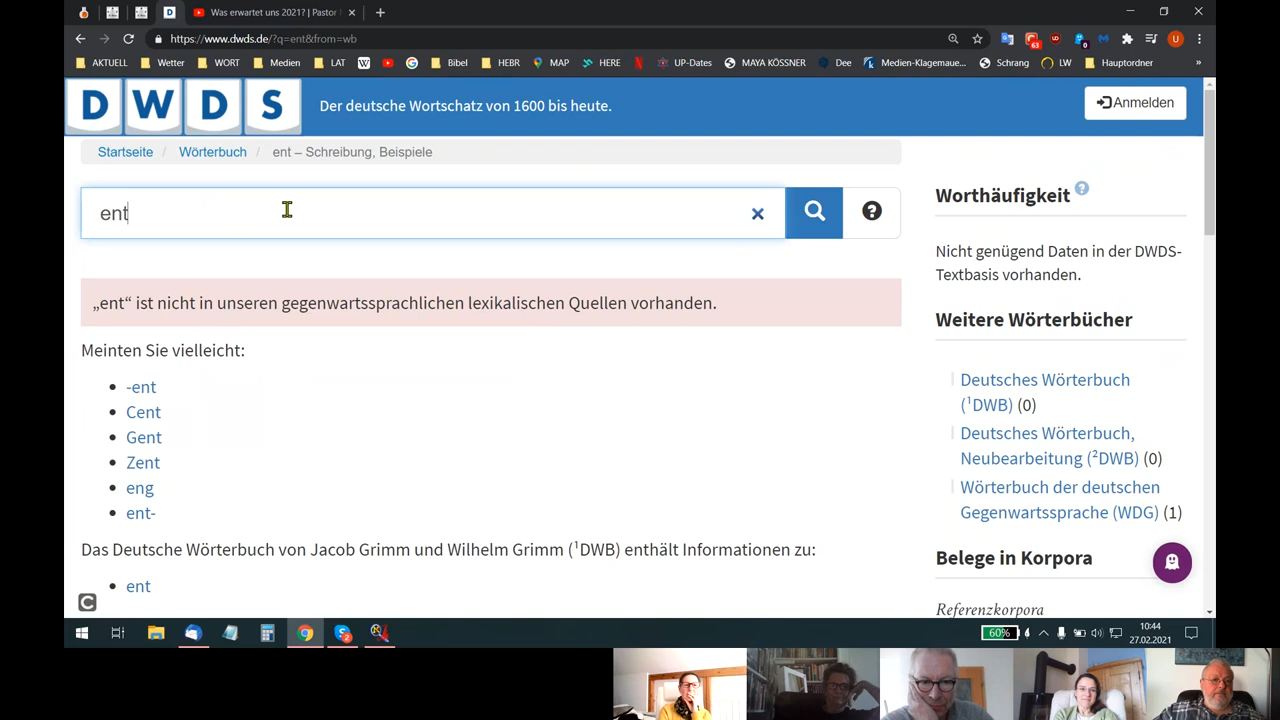 D
Was erwartet uns 2021? | Pastor
https://www.dwds.de/?q=ent&from=wb
63
0
U
AKTUELL
Wetter
WORT
Medien
LAT
W
Bibel
HEBR
MAP
HERE
UP-Dates
MAYA KÖSSNER
Dee
Medien-Klagemaue...
Schrang
LW
Hauptordner
»
D W D S
Der deutsche Wortschatz von 1600 bis heute.
Anmelden
Startseite / Wörterbuch / ent – Schreibung, Beispiele
ent
„ent“ ist nicht in unseren gegenwartssprachlichen lexikalischen Quellen vorhanden.
Meinten Sie vielleicht:
-ent
Cent
Gent
Zent
eng
ent-
Das Deutsche Wörterbuch von Jacob Grimm und Wilhelm Grimm (¹DWB) enthält Informationen zu:
ent
Worthäufigkeit ?
Nicht genügend Daten in der DWDS-
Textbasis vorhanden.
Weitere Wörterbücher
Deutsches Wörterbuch
(¹DWB) (0)
Deutsches Wörterbuch,
Neubearbeitung (²DWB) (0)
Wörterbuch der deutschen
Gegenwartssprache (WDG) (1)
Belege in Korpora
Referenzkorpora
C
60%
10:44
27.02.2021